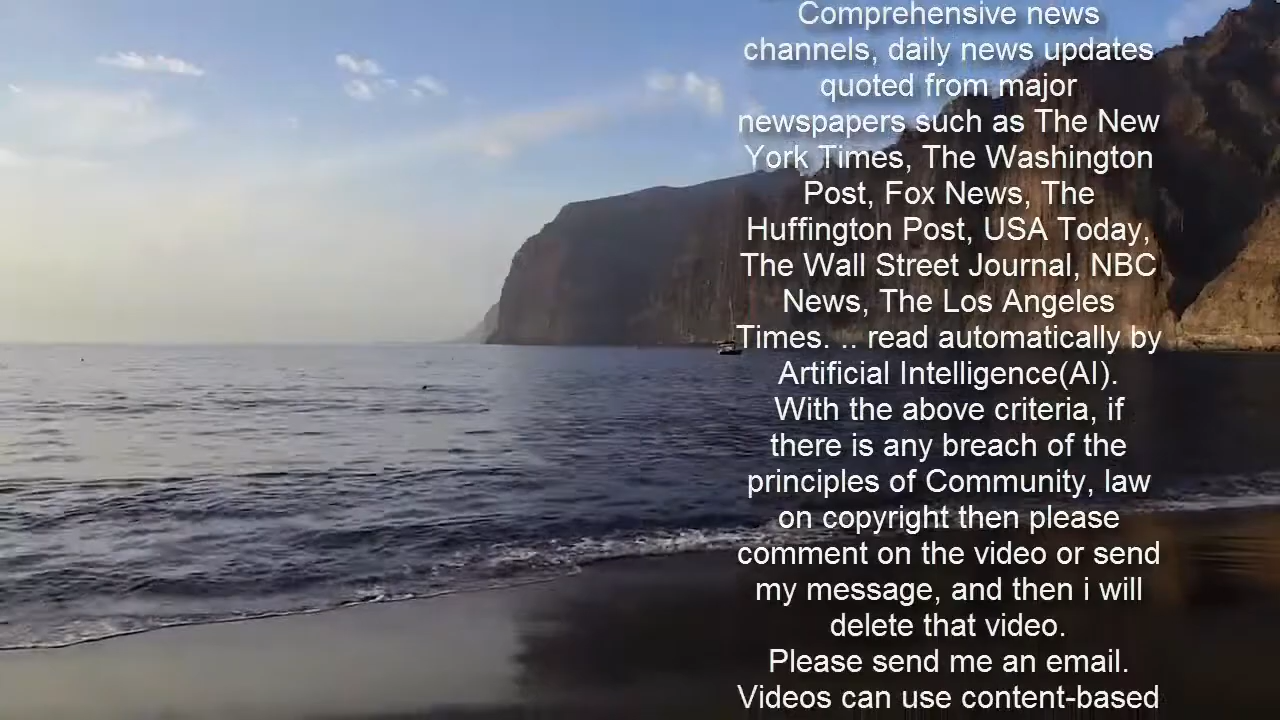 Comprehensive news
channels, daily news updates
quoted from major
newspapers such as The New
York Times, The Washington
Post, Fox News, The
Huffington Post, USA Today,
The Wall Street Journal, NBC
News, The Los Angeles
Times. .. read automatically by
Artificial Intelligence(AI).
With the above criteria, if
there is any breach of the
principles of Community, law
on copyright then please
comment on the video or send
my message, and then i will
delete that video.
Please send me an email.
Videos can use content-based